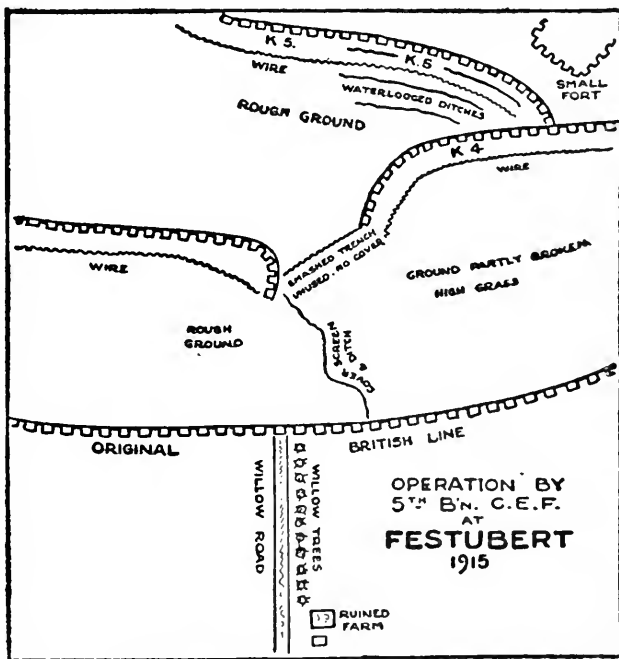 K 5.
K.5
WIRE
WATERLOGGED DITCHES
SMALL
FORT
ROUGH GROUND
K 4
WIRE
SMASHED TRENCH
UNUSED. NO COVER
WIRE
GROUND PARTLY BROKEN
HIGH GRASS
ROUGH
GROUND
COVER SCREEN
& DITCH
ORIGINAL
BRITISH LINE
WILLOW ROAD
WILLOW TREES
OPERATION BY
5TH B'N. C.E.F.
AT
FESTUBERT
1915
RUINED
FARM